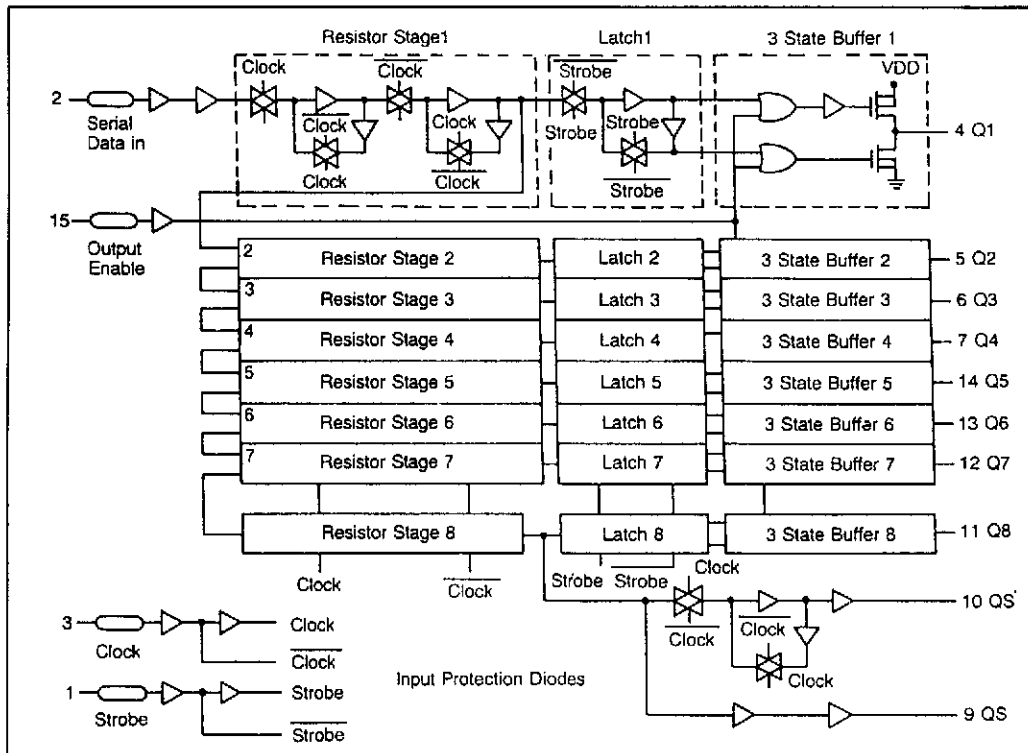 Resistor Stage1
Latch1
3 State Buffer 1
Clock
Clock
Strobe
VDD
2
Serial
Data in
Clock
Clock
Clock
Clock
Strobe
Strobe
Strobe
4 Q1
15
Output
Enable
2
Resistor Stage 2
Latch 2
3 State Buffer 2
5 Q2
3
Resistor Stage 3
Latch 3
3 State Buffer 3
6 Q3
4
Resistor Stage 4
Latch 4
3 State Buffer 4
7 Q4
5
Resistor Stage 5
Latch 5
3 State Buffer 5
14 Q5
6
Resistor Stage 6
Latch 6
3 State Buffer 6
13 Q6
7
Resistor Stage 7
Latch 7
3 State Buffer 7
12 Q7
Resistor Stage 8
Latch 8
3 State Buffer 8
11 Q8
Clock
Clock
Strobe
Strobe
Clock
10 QS'
Clock
Clock
Clock
3
Clock
Clock
Clock
Input Protection Diodes
1
Strobe
Strobe
Strobe
9 QS